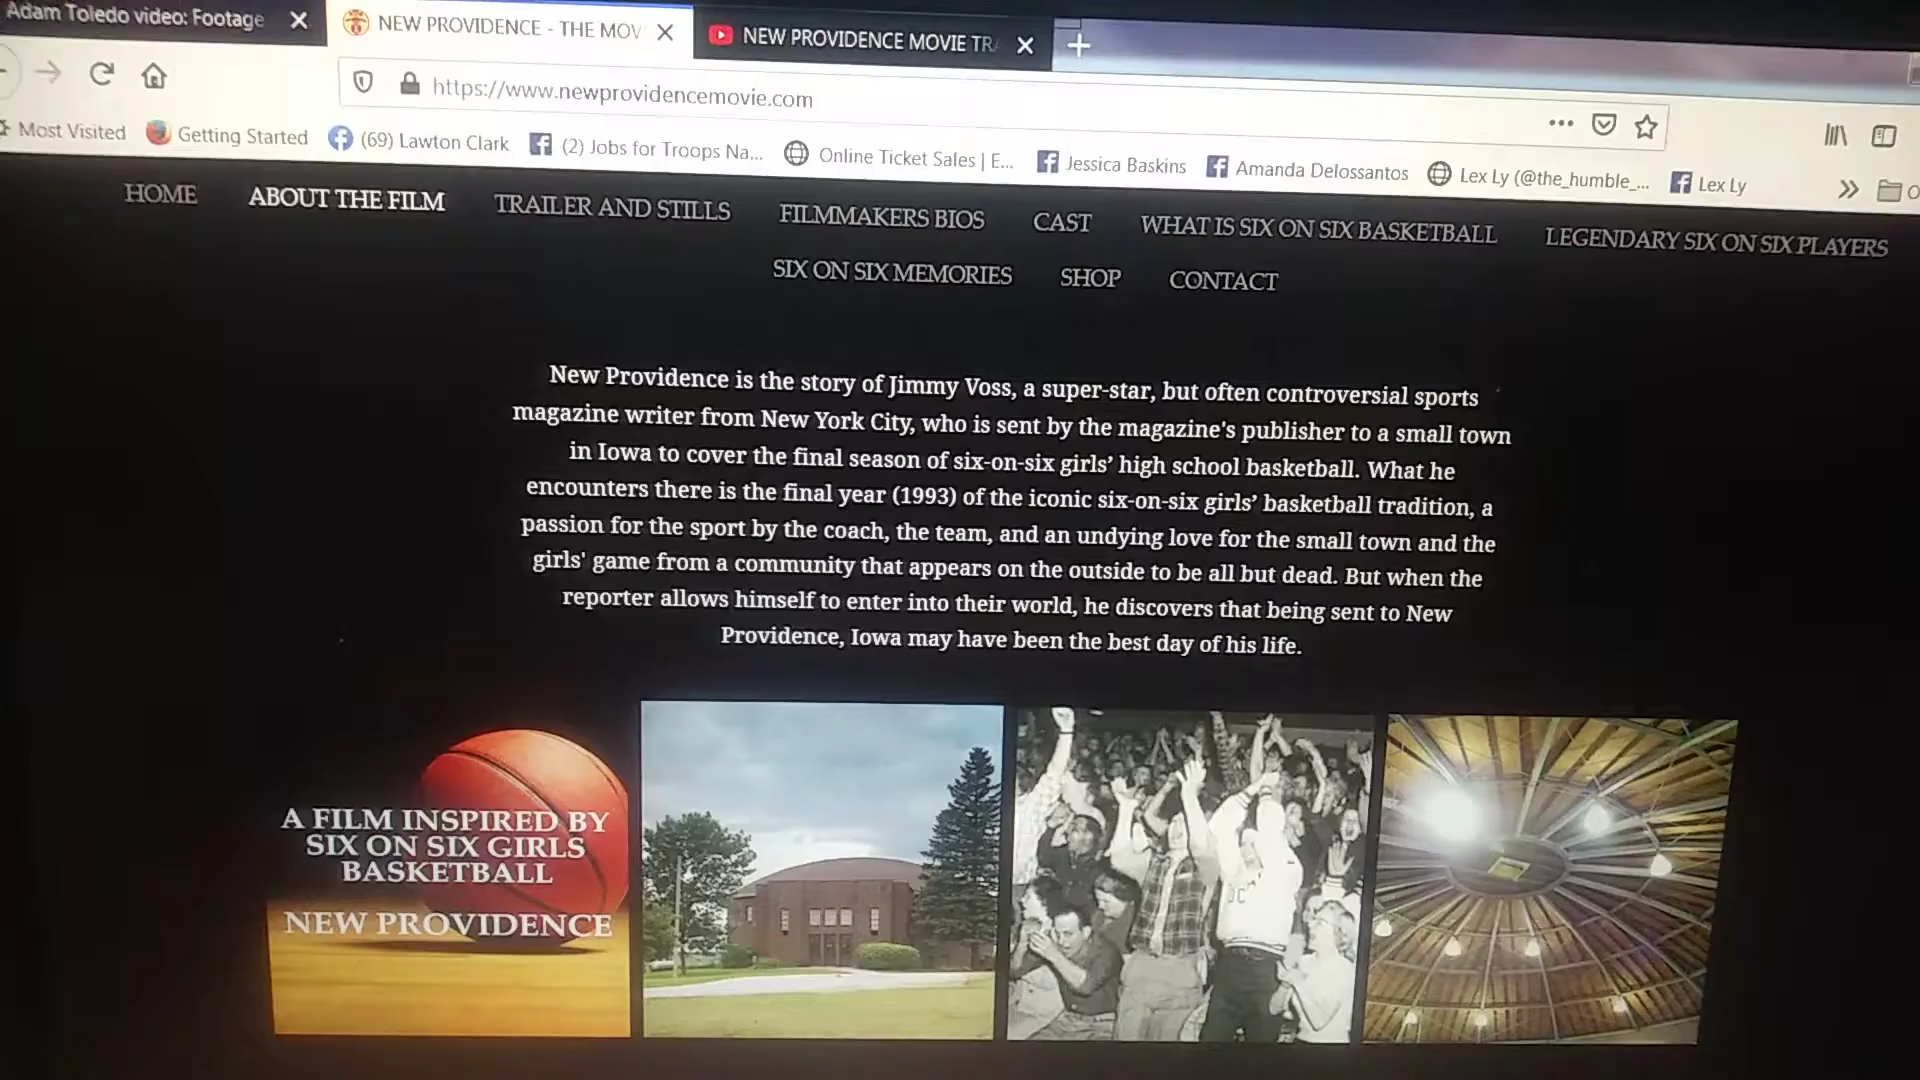 Adam Toledo video: Footage
NEW PROVIDENCE - THE MOV
NEW PROVIDENCE MOVIE TRA
https://www.newprovidencemovie.com
Most Visited
Getting Started
(69) Lawton Clark
(2) Jobs for Troops Na...
Online Ticket Sales | E...
Jessica Baskins
Amanda Delossantos
Lex Ly (@the_humble_...
Lex Ly
HOME
ABOUT THE FILM
TRAILER AND STILLS
FILMMAKERS BIOS
CAST
WHAT IS SIX ON SIX BASKETBALL
LEGENDARY SIX ON SIX PLAYERS
SIX ON SIX MEMORIES
SHOP
CONTACT
New Providence is the story of Jimmy Voss, a super-star, but often controversial sports
magazine writer from New York City, who is sent by the magazine's publisher to a small town
in Iowa to cover the final season of six-on-six girls’ high school basketball. What he
encounters there is the final year (1993) of the iconic six-on-six girls’ basketball tradition, a
passion for the sport by the coach, the team, and an undying love for the small town and the
girls' game from a community that appears on the outside to be all but dead. But when the
reporter allows himself to enter into their world, he discovers that being sent to New
Providence, Iowa may have been the best day of his life.
A FILM INSPIRED BY
SIX ON SIX GIRLS
BASKETBALL
NEW PROVIDENCE